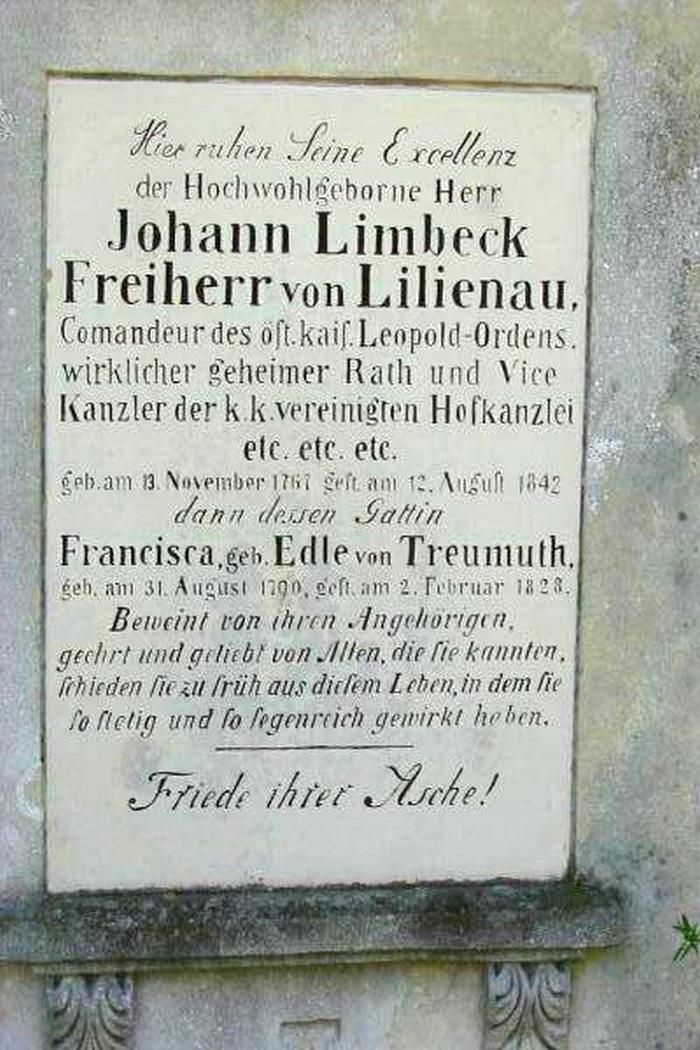 Hier ruhen Seine Excellenz
der Hochwohlgeborne Herr
Johann Limbeck
Freiherr von Lilienau,
Comandeur des öſt. kaiſ. Leopold-Ordens.
wirklicher geheimer Rath und Vice
Kanzler der k. k. vereinigten Hofkanzlei
etc. etc. etc.
geb. am 13. November 1767 geſt. am 12. Auguſt 1842
dann dessen Gattin
Francisca, geb. Edle von Treumuth,
geb. am 31. August 1790, geſt. am 2. Februar 1828.
Beweint von ihren Angehörigen,
geehrt und geliebt von Allen, die ſie kannten,
ſchieden ſie zu früh aus dieſem Leben, in dem ſie
ſo ſtetig und ſo ſegenreich gewirkt haben.
Friede ihrer Asche!